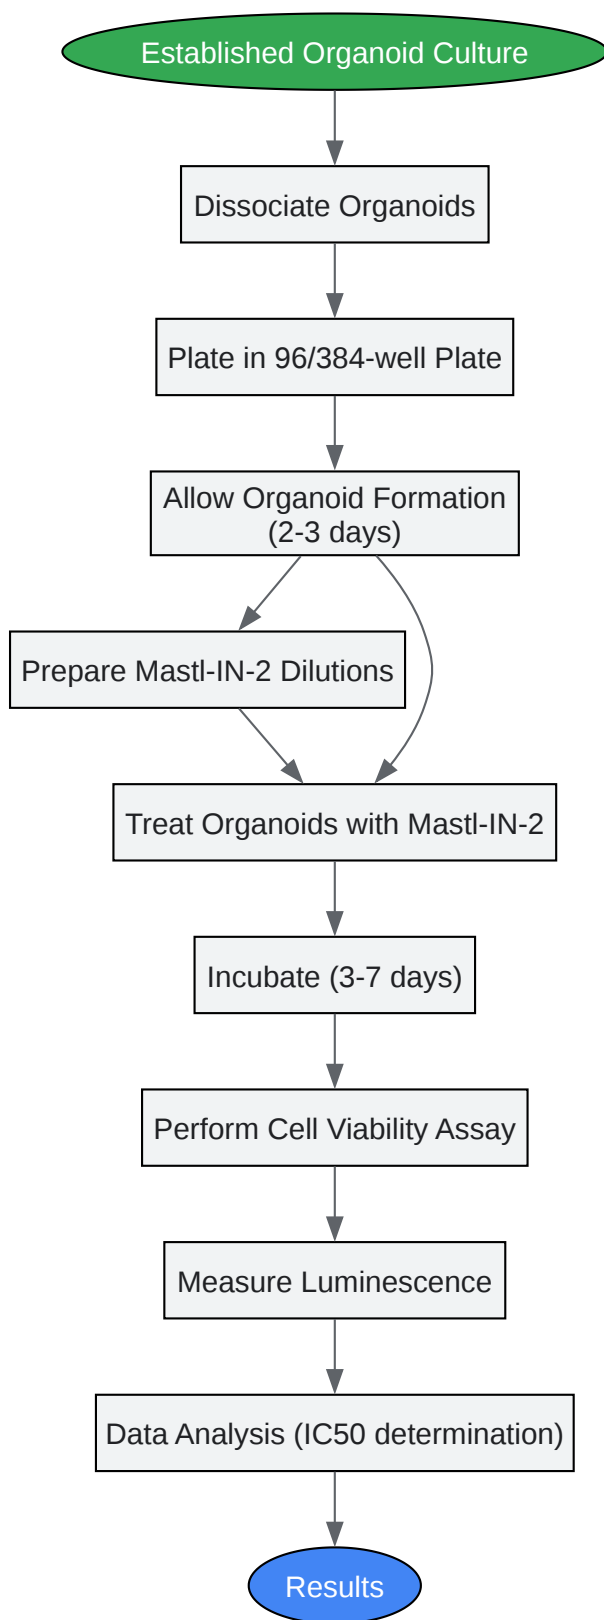 Established Organoid Culture
Dissociate Organoids
Plate in 96/384-well Plate
Allow Organoid Formation
(2-3 days)
Prepare Mastl-IN-2 Dilutions
Treat Organoids with Mastl-IN-2
Incubate (3-7 days)
Perform Cell Viability Assay
Measure Luminescence
Data Analysis (IC50 determination)
Results